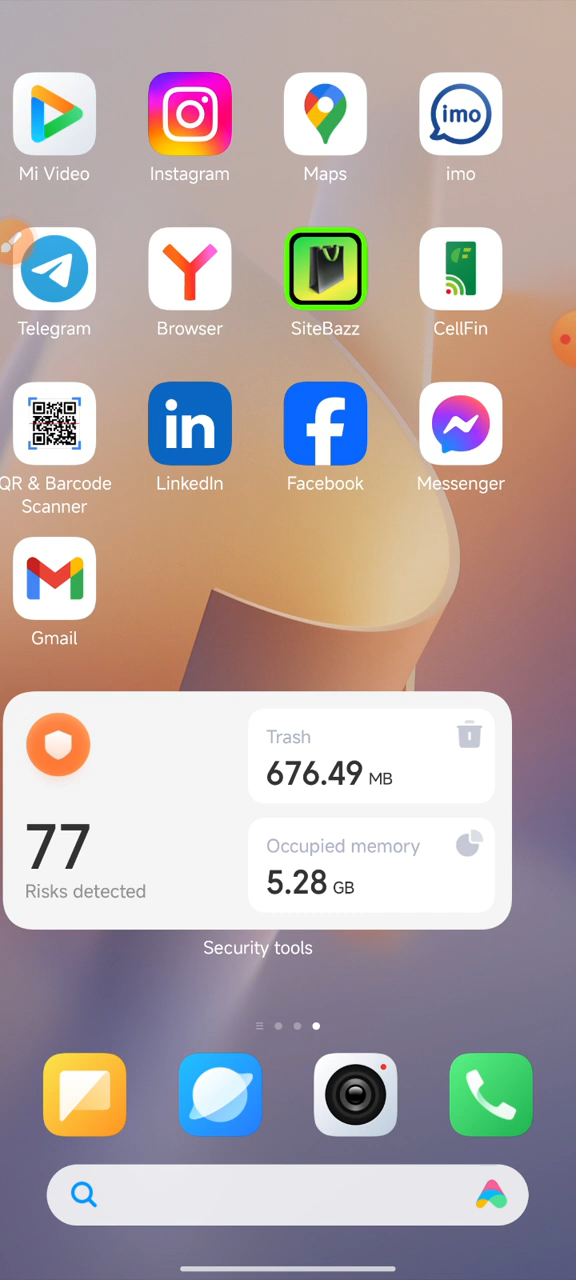 Mi Video
Instagram
Maps
imo
imo
Telegram
Browser
SiteBazz
CellFin
QR & Barcode
Scanner
LinkedIn
Facebook
Messenger
Gmail
Trash
676.49 MB
77
Risks detected
Occupied memory
5.28 GB
Security tools